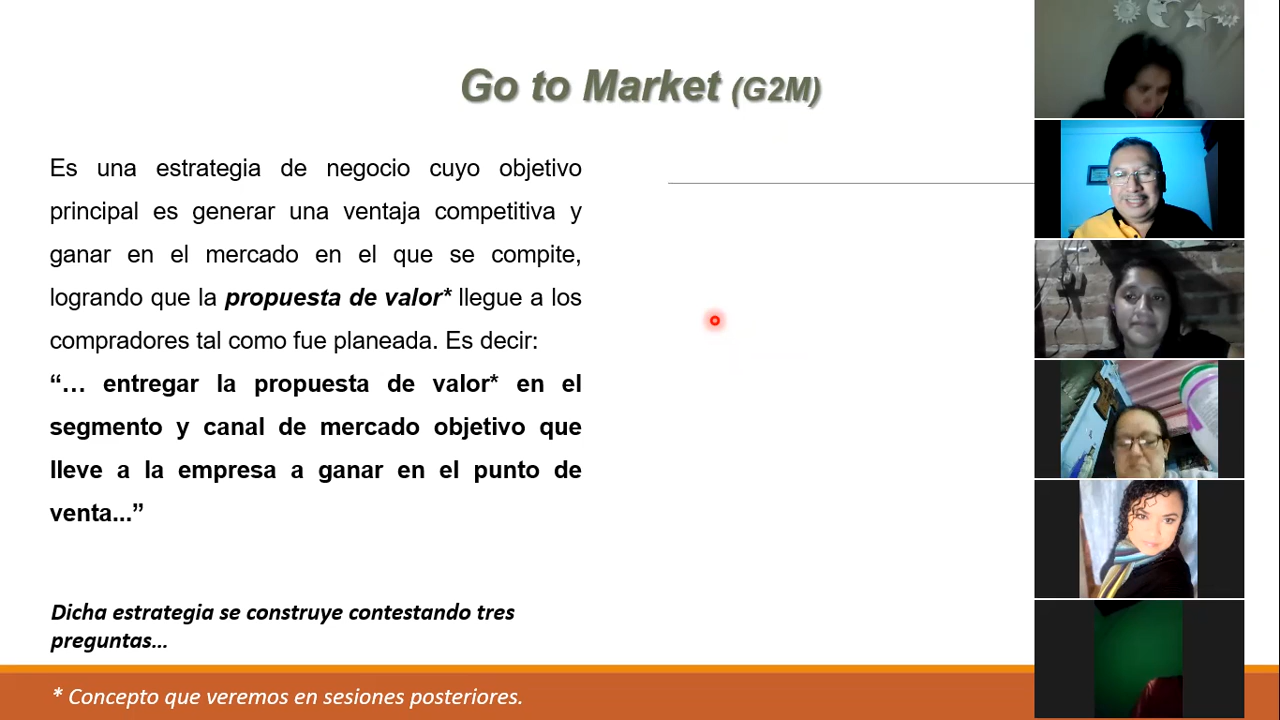 Go to Market (G2M)
Es una estrategia de negocio cuyo objetivo
principal es generar una ventaja competitiva y
ganar en el mercado en el que se compite,
logrando que la propuesta de valor* llegue a los
compradores tal como fue planeada. Es decir:
“… entregar la propuesta de valor* en el
segmento y canal de mercado objetivo que
lleve a la empresa a ganar en el punto de
venta...”
Dicha estrategia se construye contestando tres
preguntas...
* Concepto que veremos en sesiones posteriores.